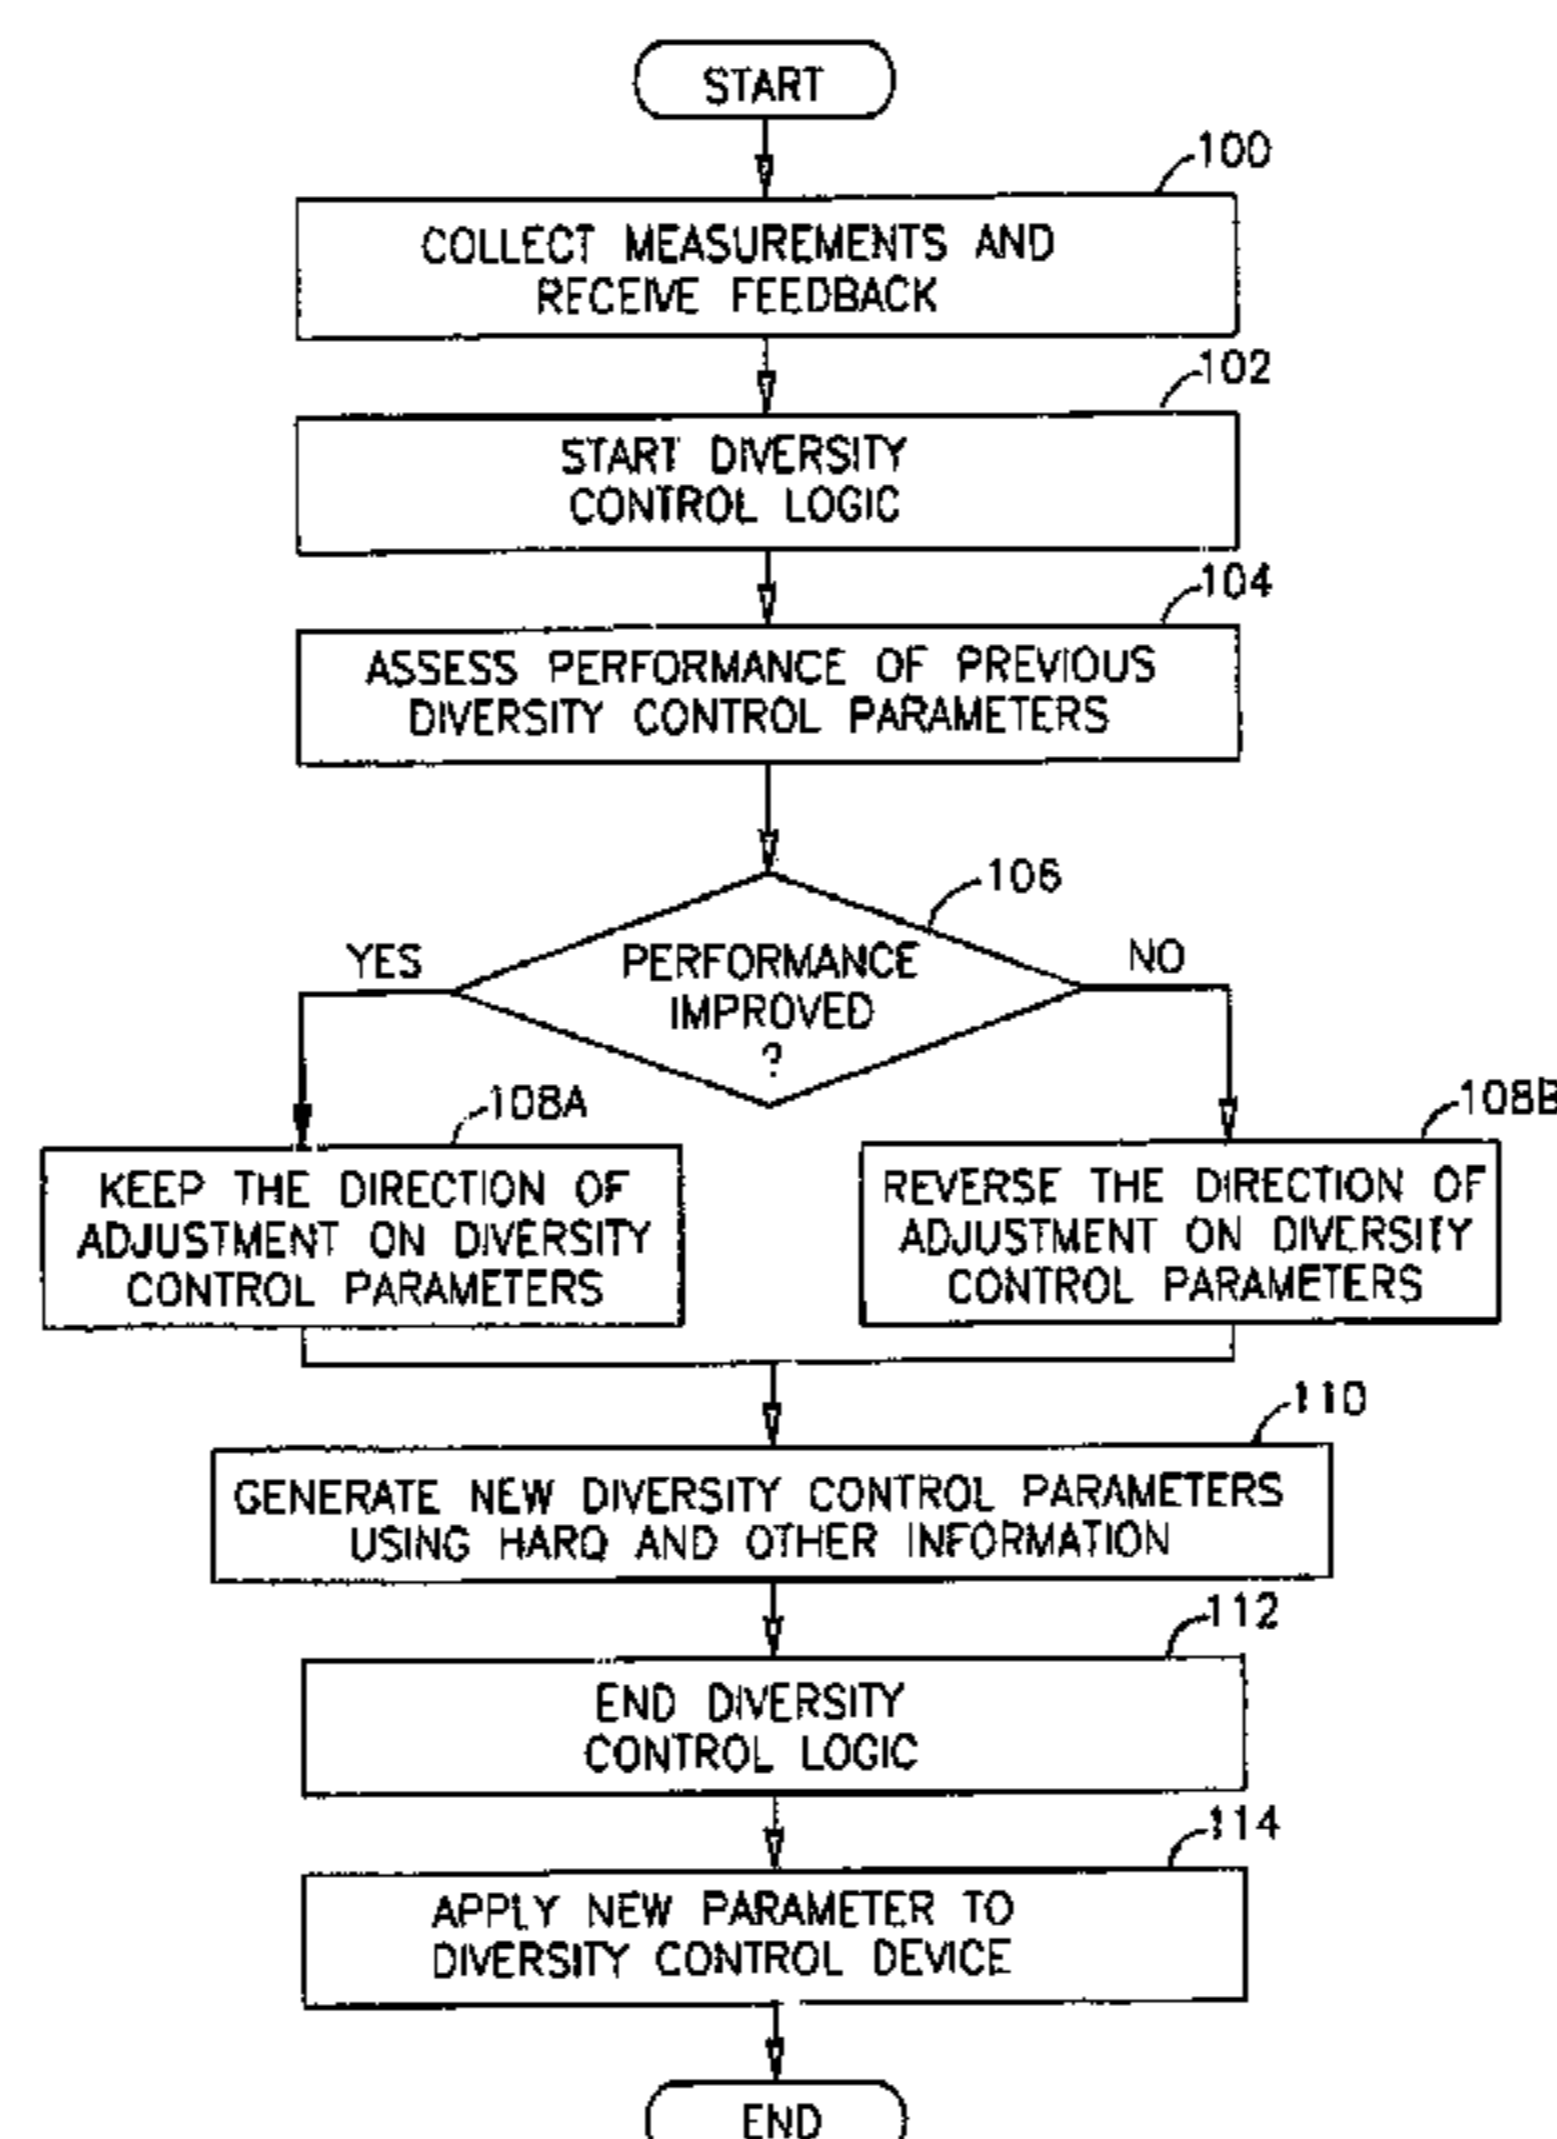 START
100
COLLECT MEASUREMENTS AND
RECEIVE FEEDBACK
102
START DIVERSITY
CONTROL LOGIC
104
ASSESS PERFORMANCE OF PREVIOUS
DIVERSITY CONTROL PARAMETERS
106
YES
PERFORMANCE
IMPROVED
?
NO
108A
KEEP THE DIRECTION OF
ADJUSTMENT ON DIVERSITY
CONTROL PARAMETERS
108B
REVERSE THE DIRECTION OF
ADJUSTMENT ON DIVERSITY
CONTROL PARAMETERS
110
GENERATE NEW DIVERSITY CONTROL PARAMETERS
USING HARQ AND OTHER INFORMATION
112
END DIVERSITY
CONTROL LOGIC
114
APPLY NEW PARAMETER TO
DIVERSITY CONTROL DEVICE
END